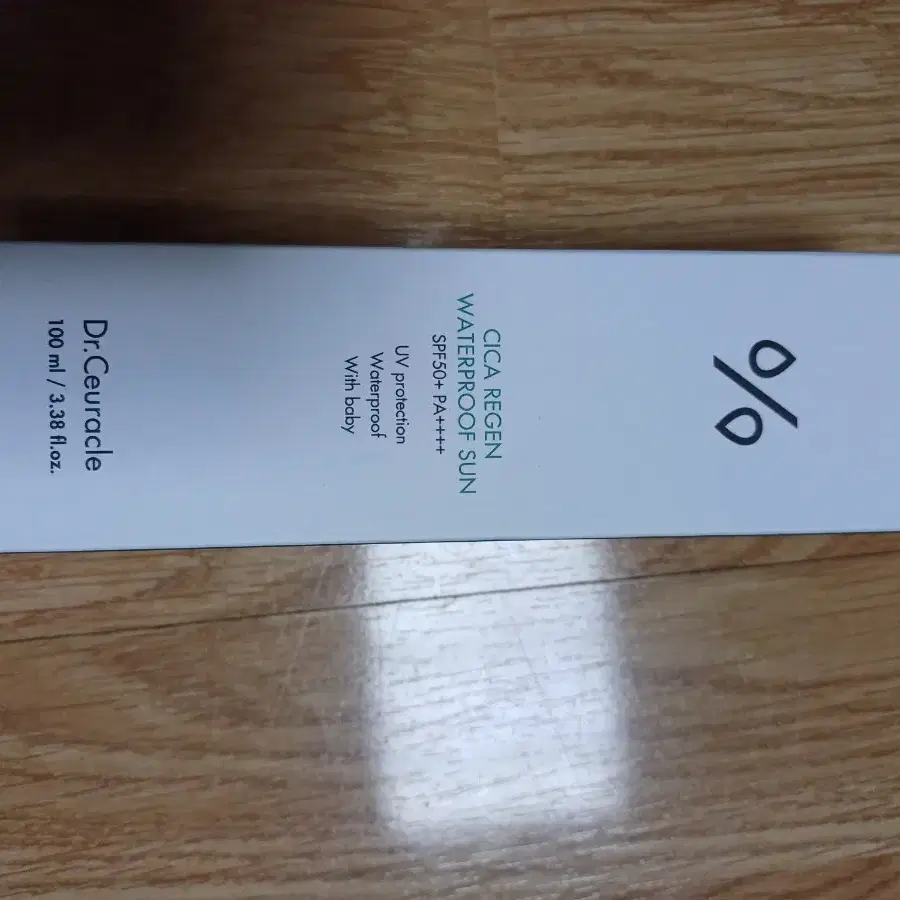 CICA REGEN
WATERPROOF SUN
SPF50+ PA++++
UV protection
Waterproof
With baby
Dr.Ceuracle
100 ml / 3.38 fl.oz.